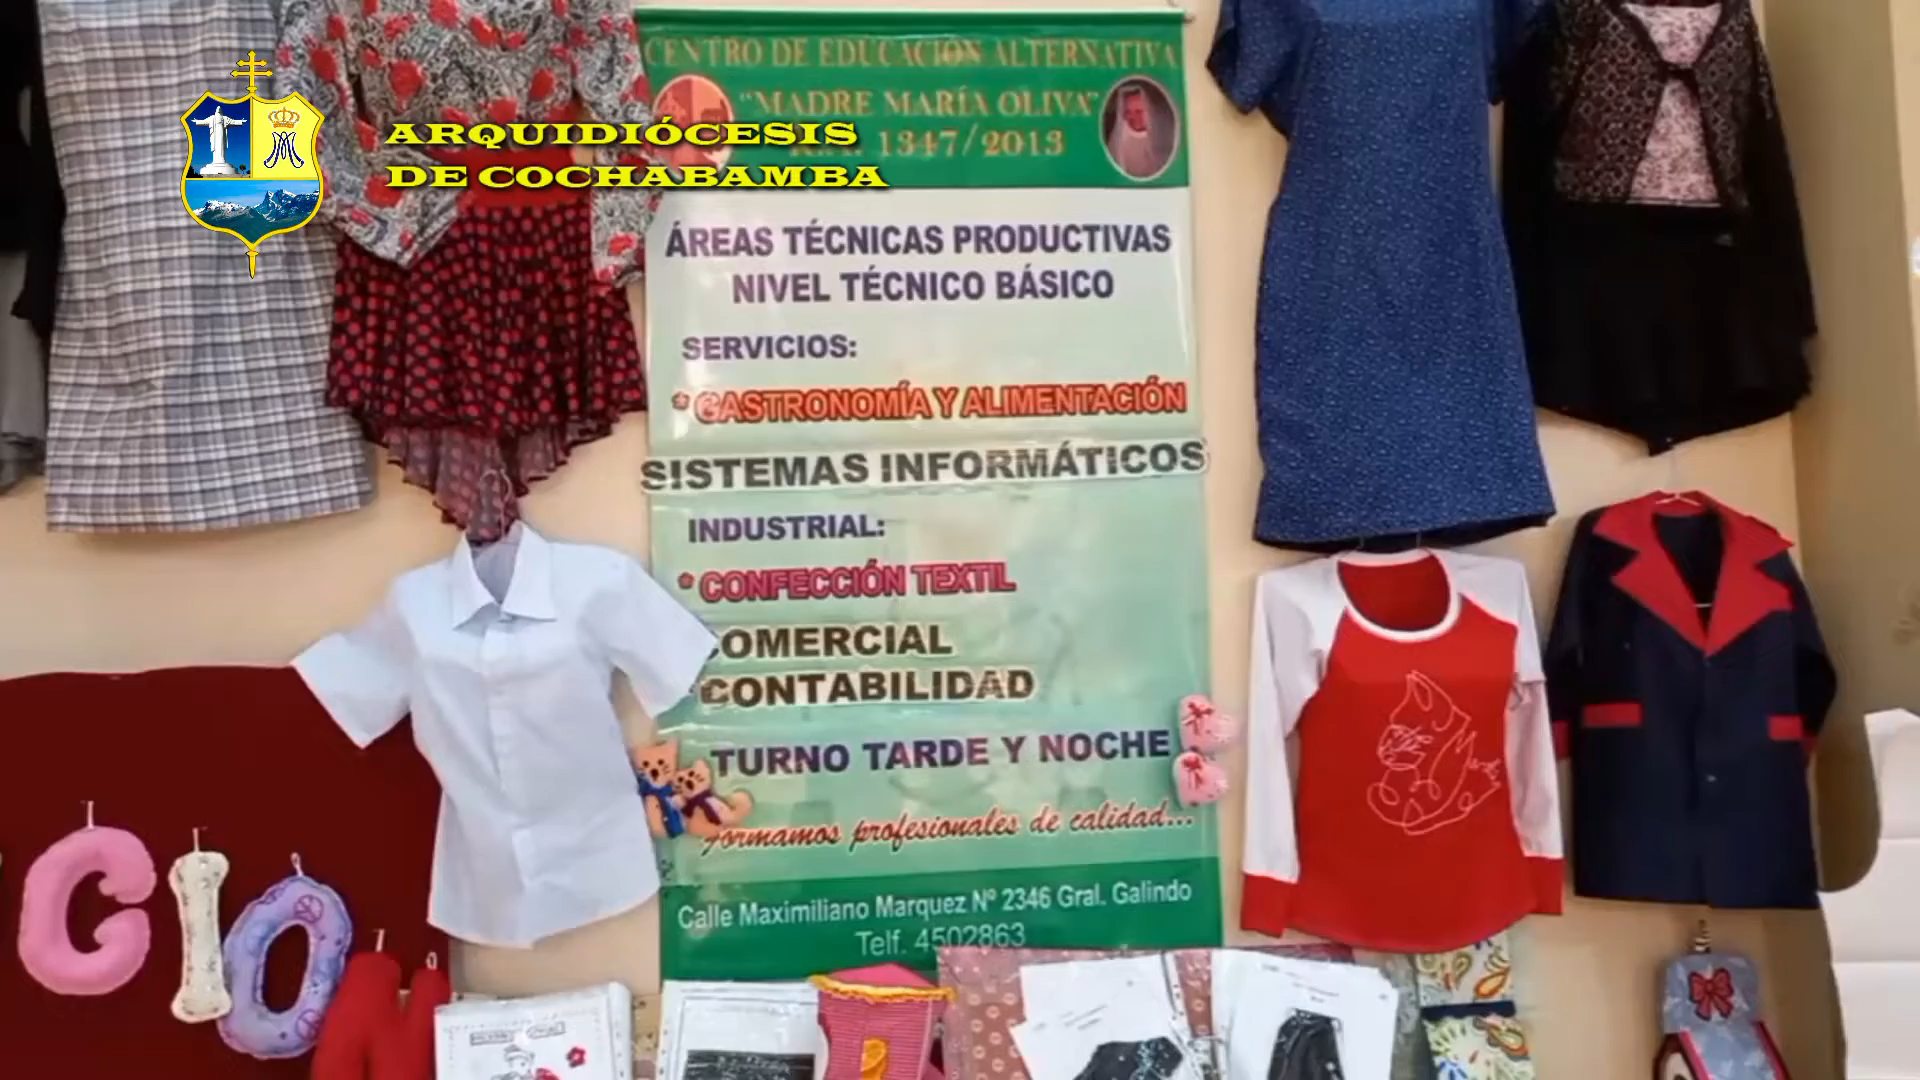 CENTRO DE EDUCACIÓN ALTERNATIVA
"MADRE MARÍA OLIVA"
1347/2013
ARQUIDIÓCESIS
DE COCHABAMBA
ÁREAS TÉCNICAS PRODUCTIVAS
NIVEL TÉCNICO BÁSICO
SERVICIOS:
* GASTRONOMÍA Y ALIMENTACIÓN
SISTEMAS INFORMÁTICOS
INDUSTRIAL:
* CONFECCIÓN TEXTIL
COMERCIAL
CONTABILIDAD
TURNO TARDE Y NOCHE
Formamos profesionales de calidad...
Calle Maximiliano Marquez Nº 2346 Gral. Galindo
Telf. 4502863
CION